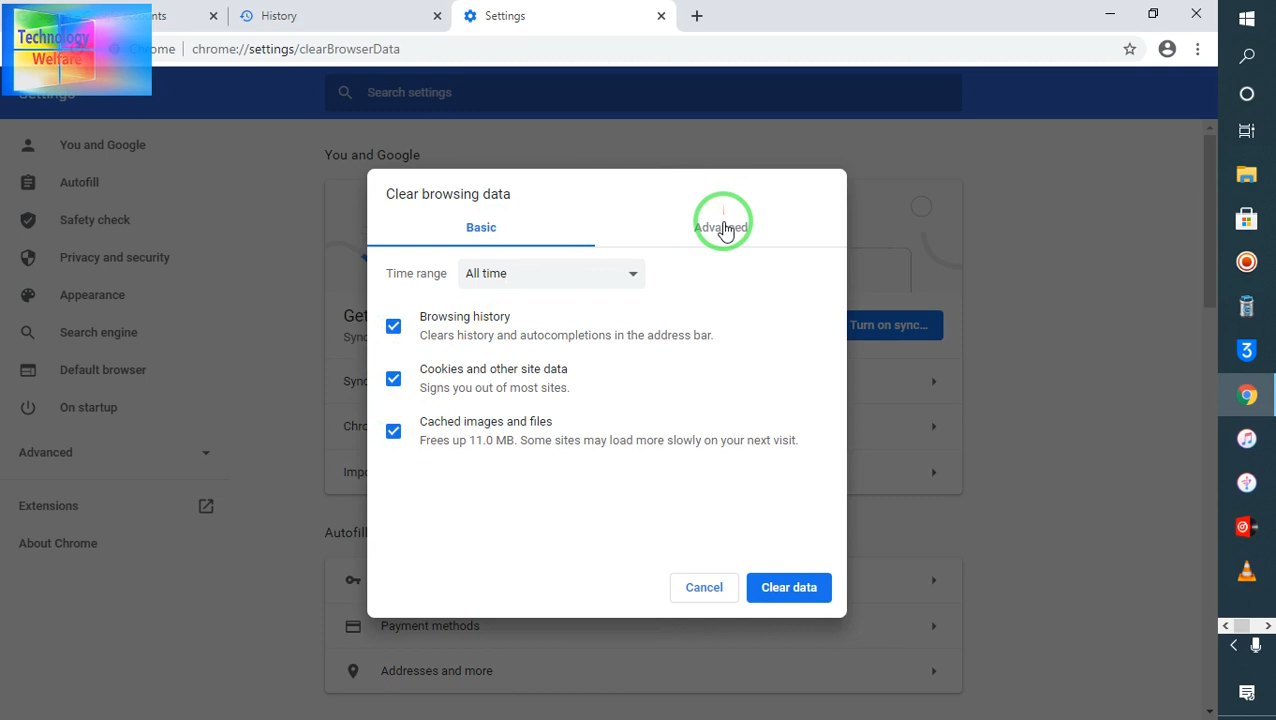 ccounts
History
Settings
Technology
Welfare
Chrome
chrome://settings/clearBrowserData
Settings
Search settings
You and Google
Autofill
Safety check
Privacy and security
Appearance
Search engine
Default browser
On startup
Advanced
Extensions
About Chrome
You and Google
Get
Sync
Turn on sync...
Sync
Chro
Impo
Clear browsing data
Basic
Advanced
Time range
All time
Browsing history
Clears history and autocompletions in the address bar.
Cookies and other site data
Signs you out of most sites.
Cached images and files
Frees up 11.0 MB. Some sites may load more slowly on your next visit.
Cancel
Clear data
Autofill
Payment methods
Addresses and more